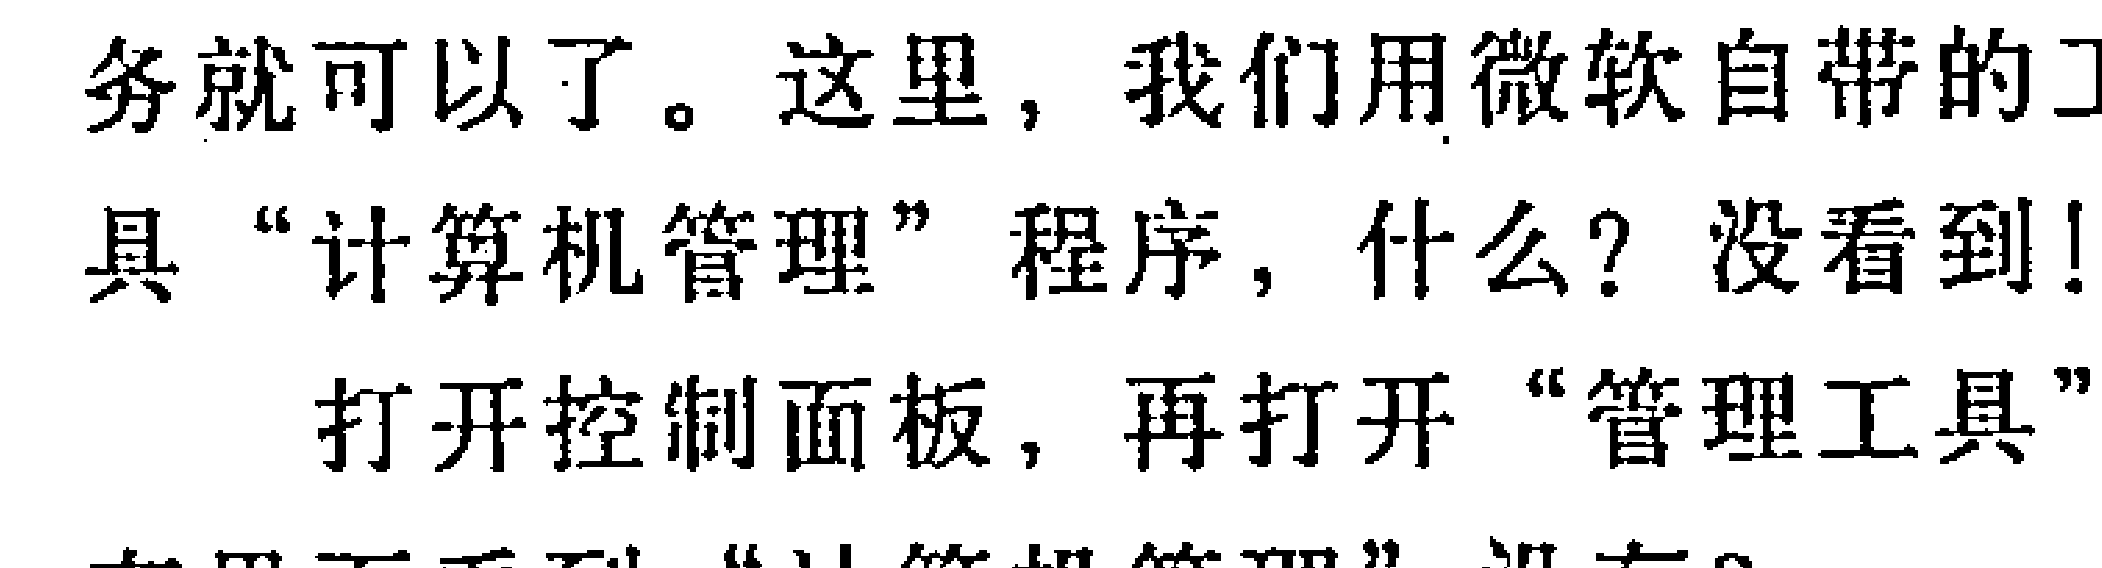 务就可以了。这里，我们用微软自带的工
具“计算机管理”程序，什么？没看到！
打开控制面板，再打开“管理工具”